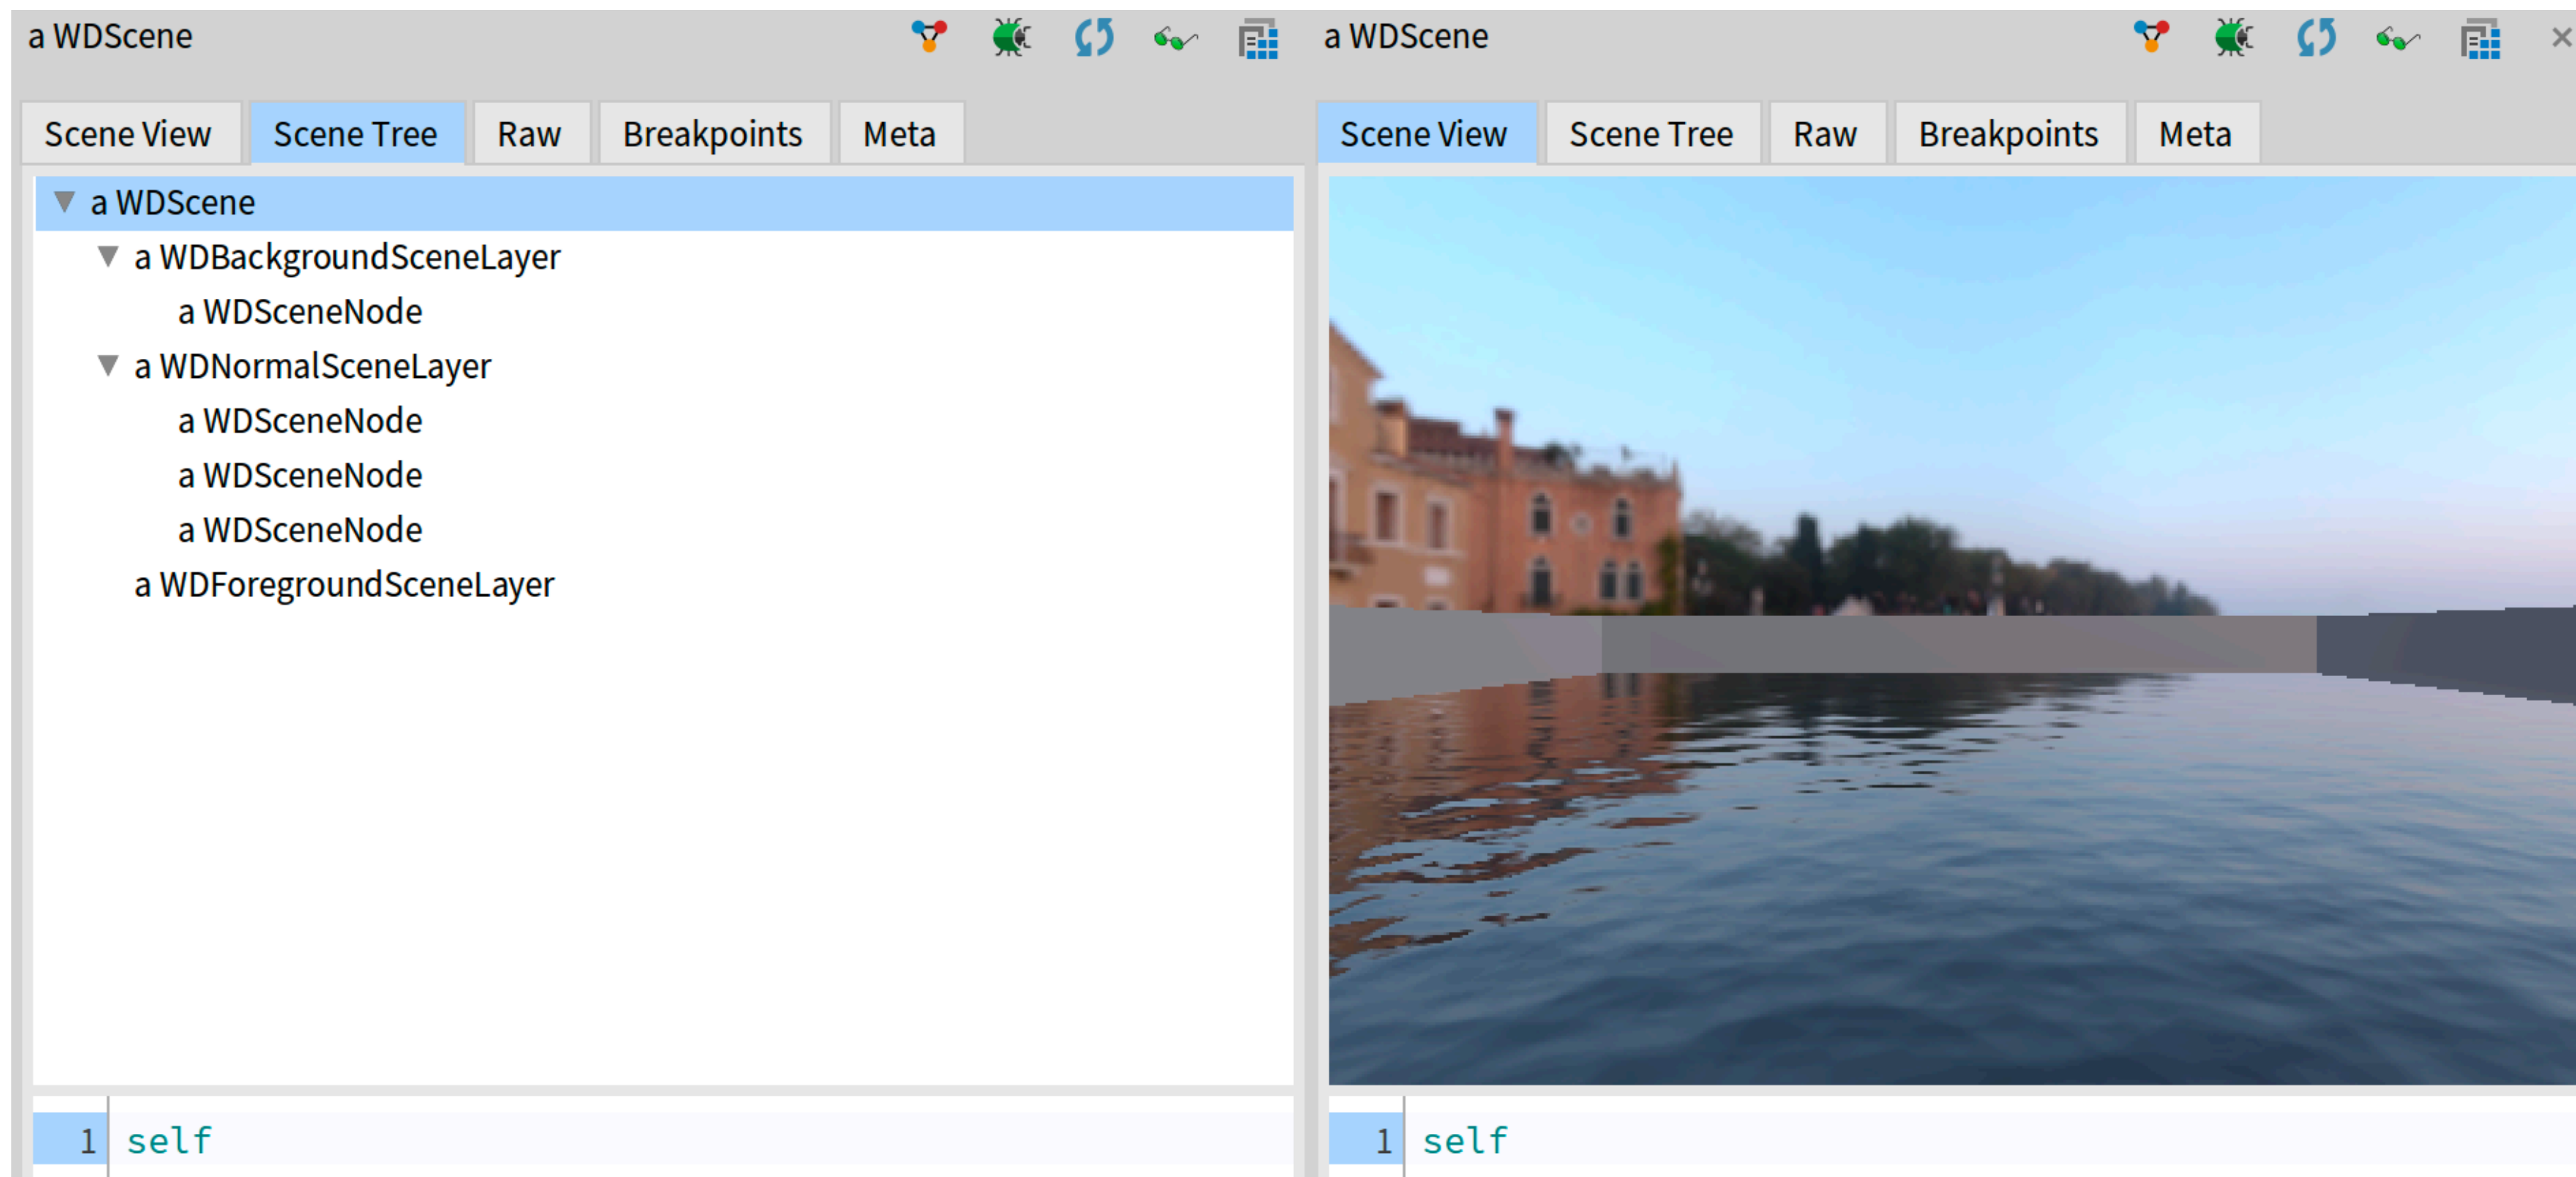 a WDScene
Scene View Scene Tree Raw Breakpoints Meta
a WDScene
a WDBackgroundSceneLayer
a WDSceneNode
a WDNormalSceneLayer
a WDSceneNode
a WDSceneNode
a WDSceneNode
a WDForegroundSceneLayer
1 self
a WDScene
Scene View Scene Tree Raw Breakpoints Meta
1 self